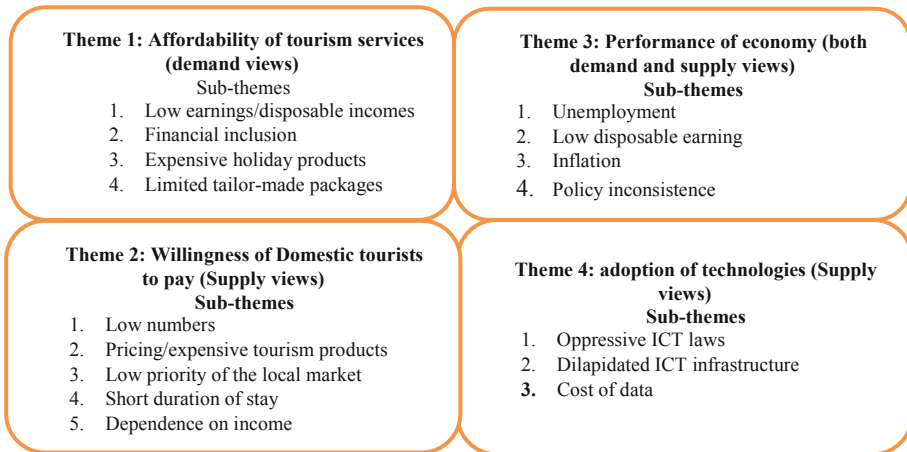 Theme 1: Affordability of tourism services
(demand views)
Sub-themes
1. Low earnings/disposable incomes
2. Financial inclusion
3. Expensive holiday products
4. Limited tailor-made packages
Theme 3: Performance of economy (both
demand and supply views)
Sub-themes
1. Unemployment
2. Low disposable earning
3. Inflation
4. Policy inconsistence
Theme 2: Willingness of Domestic tourists
to pay (Supply views)
Sub-themes
1. Low numbers
2. Pricing/expensive tourism products
3. Low priority of the local market
4. Short duration of stay
5. Dependence on income
Theme 4: adoption of technologies (Supply
views)
Sub-themes
1. Oppressive ICT laws
2. Dilapidated ICT infrastructure
3. Cost of data